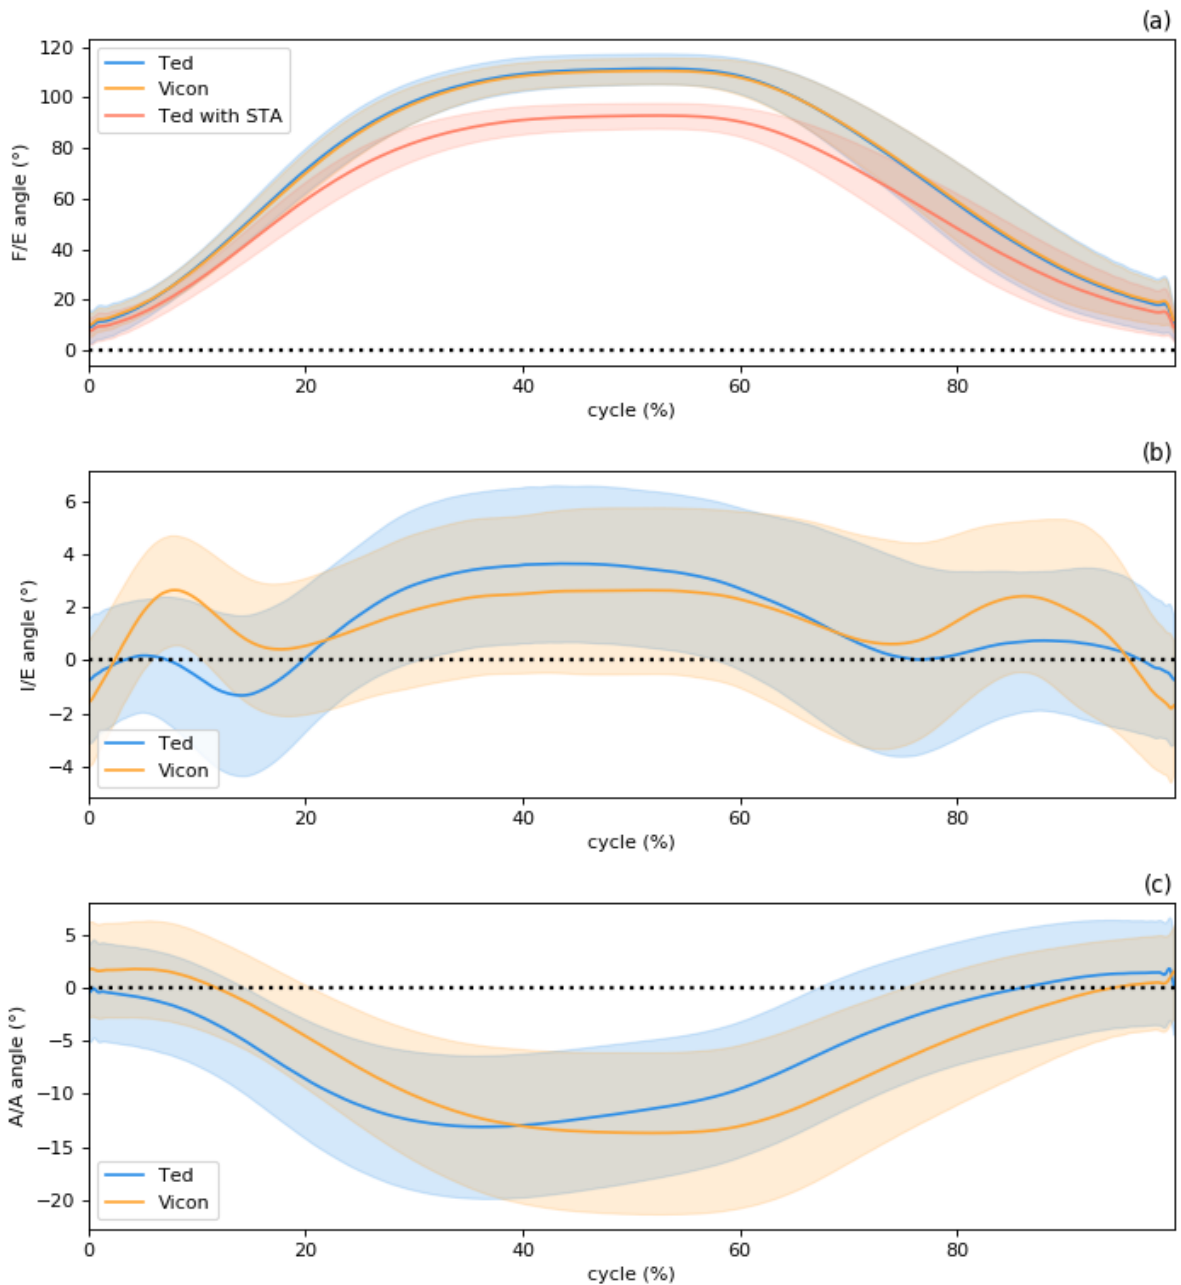 (a)
120
100
80
60
40
20
0
F/E angle (°)
Ted
Vicon
Ted with STA
0 20 40 60 80
cycle (%)
(b)
6
4
2
0
−2
−4
I/E angle (°)
Ted
Vicon
0 20 40 60 80
cycle (%)
(c)
5
0
−5
−10
−15
−20
A/A angle (°)
Ted
Vicon
0 20 40 60 80
cycle (%)